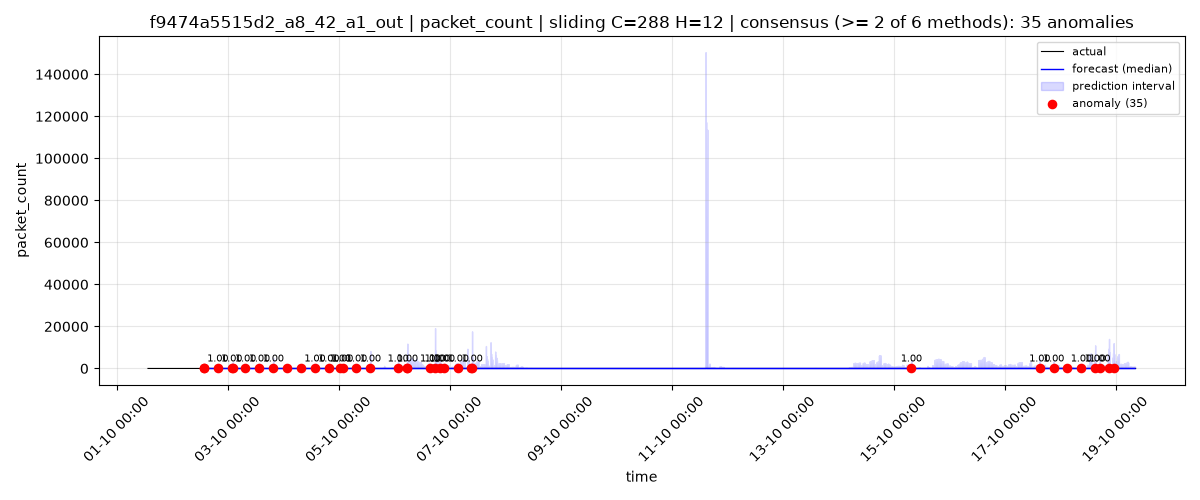 f9474a5515d2_a8_42_a1_out | packet_count | sliding C=288 H=12 | consensus (>= 2 of 6 methods): 35 anomalies
actual
forecast (median)
prediction interval
anomaly (35)
packet_count
140000
120000
100000
80000
60000
40000
20000
0
1.00
01-10 00:00
03-10 00:00
05-10 00:00
07-10 00:00
09-10 00:00
11-10 00:00
13-10 00:00
15-10 00:00
17-10 00:00
19-10 00:00
time